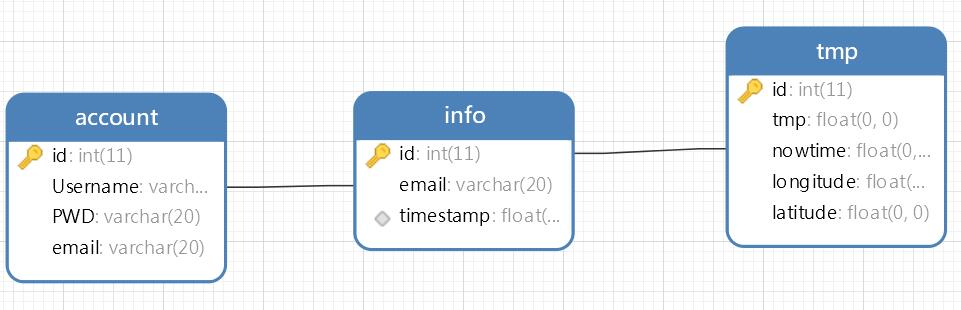 account
id: int(11)
Username: varch...
PWD: varchar(20)
email: varchar(20)
info
id: int(11)
email: varchar(20)
timestamp: float(...
tmp
id: int(11)
tmp: float(0, 0)
nowtime: float(0,...
longitude: float(...
latitude: float(0, 0)